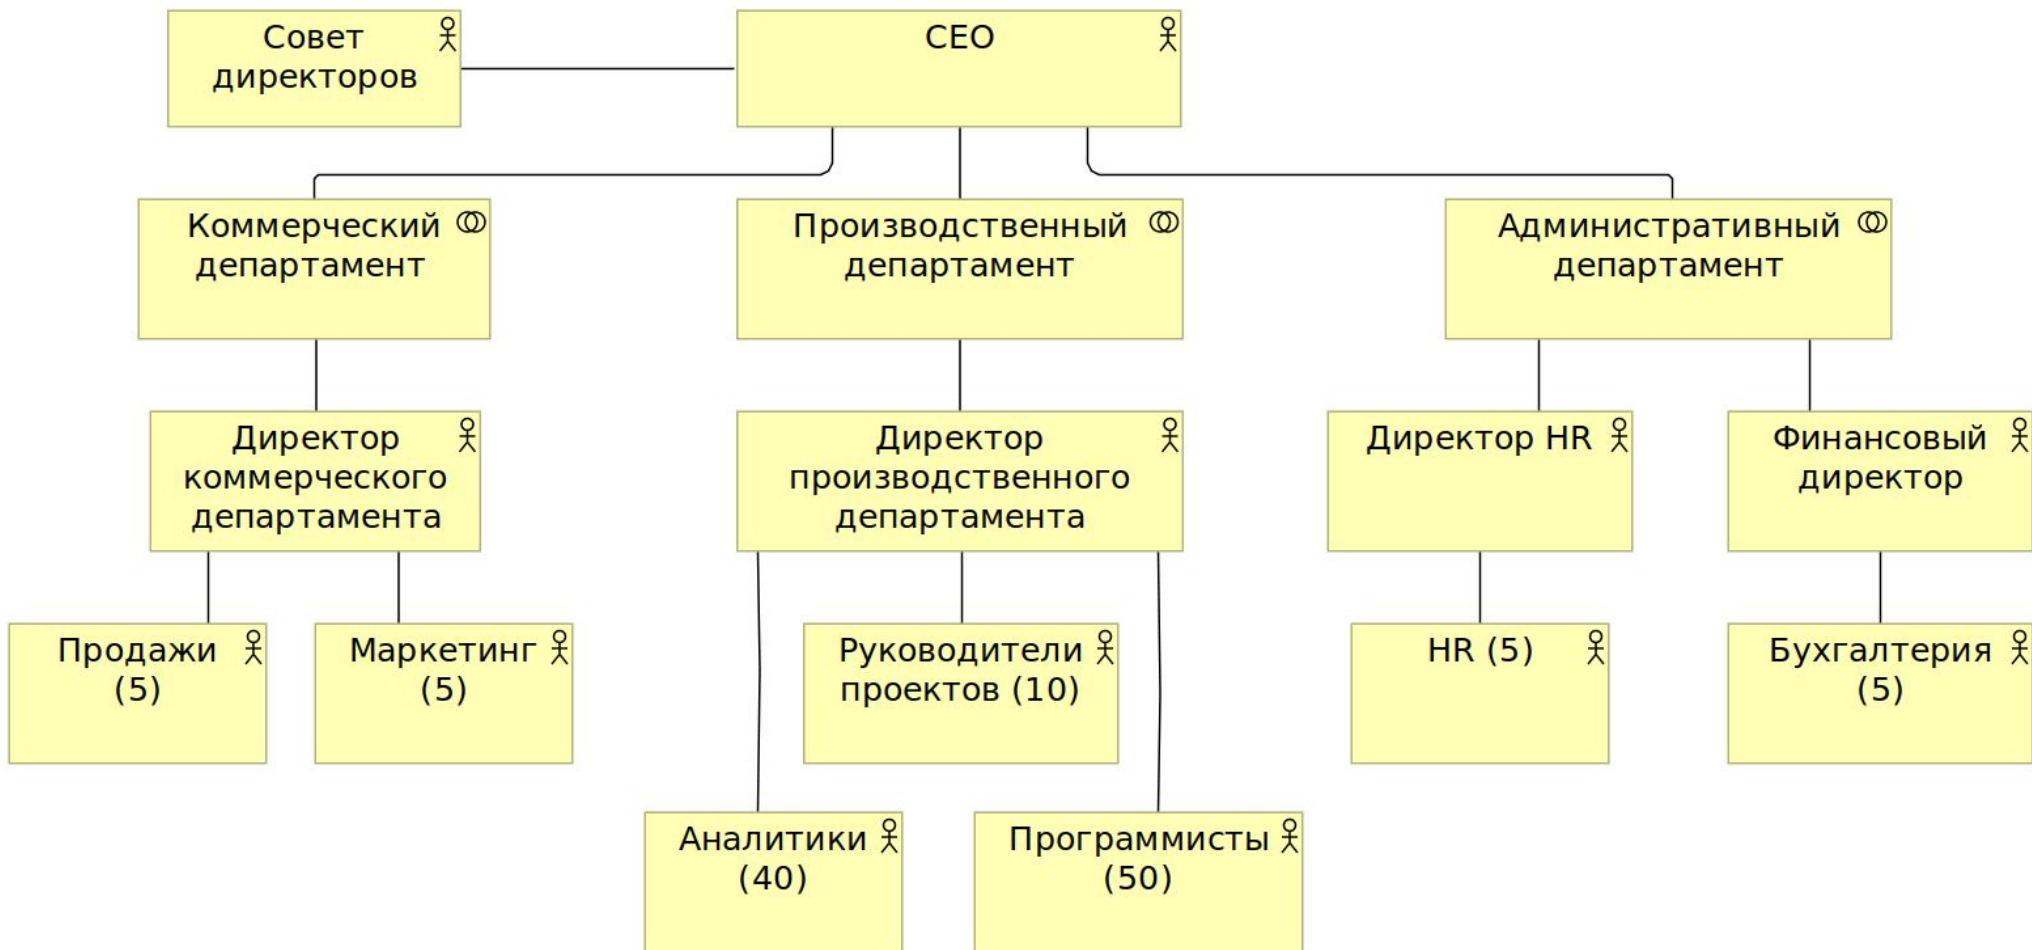 Совет
директоров
CEO
Коммерческий
департамент
Производственный
департамент
Административный
департамент
Директор
коммерческого
департамента
Директор
производственного
департамента
Директор HR
Финансовый
директор
Продажи
(5)
Маркетинг
(5)
Руководители
проектов (10)
HR (5)
Бухгалтерия
(5)
Аналитики
(40)
Программисты
(50)